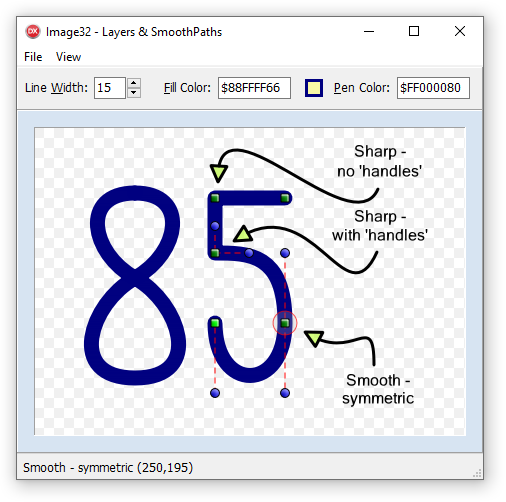 DX Image32 - Layers & SmoothPaths
File View
Line Width: 15 Fill Color: $88FFFF66 Pen Color: $FF000080
Sharp -
no 'handles'
Sharp -
with 'handles'
85
Smooth -
symmetric
Smooth - symmetric (250,195)